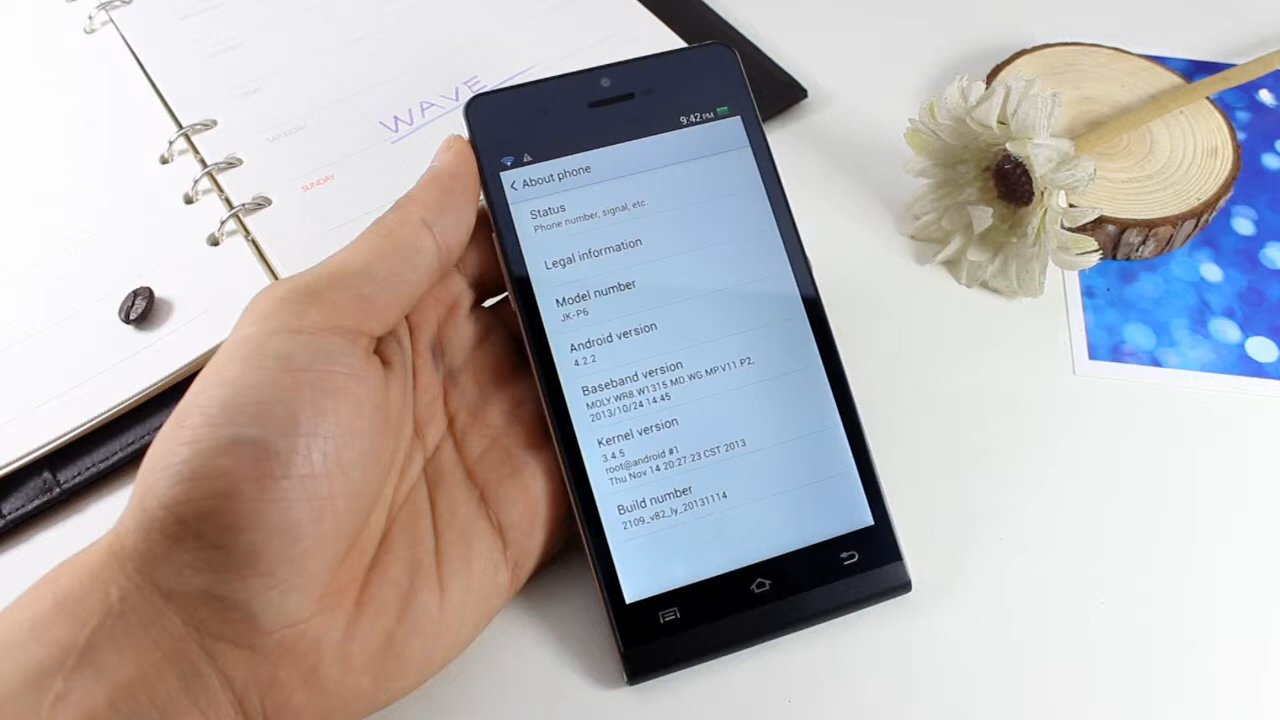 WAVE
SUNDAY
9:42 PM
About phone
Status
Phone number, signal, etc.
Legal information
Model number
JK-P6
Android version
4.2.2
Baseband version
MOLY.WR8.W1315.MD.WG.MP.V11.P2,
2013/10/24 14:45
Kernel version
3.4.5
root@android #1
Thu Nov 14 20:27:23 CST 2013
Build number
2109_v82_ly_20131114